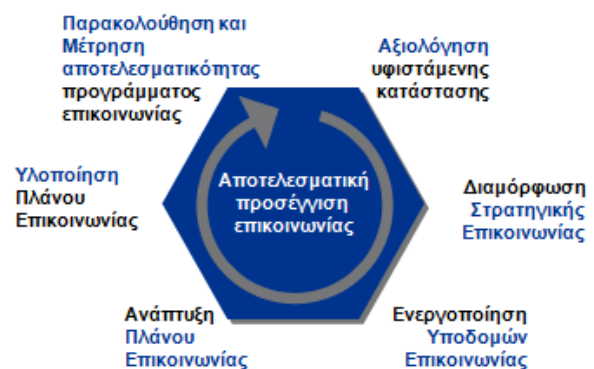 Παρακολούθηση και
Μέτρηση
αποτελεσματικότητας
προγράμματος
επικοινωνίας
Αξιολόγηση
υφιστάμενης
κατάστασης
Υλοποίηση
Πλάνου
Επικοινωνίας
Αποτελεσματική
προσέγγιση
επικοινωνίας
Διαμόρφωση
Στρατηγικής
Επικοινωνίας
Ανάπτυξη
Πλάνου
Επικοινωνίας
Ενεργοποίηση
Υποδομών
Επικοινωνίας